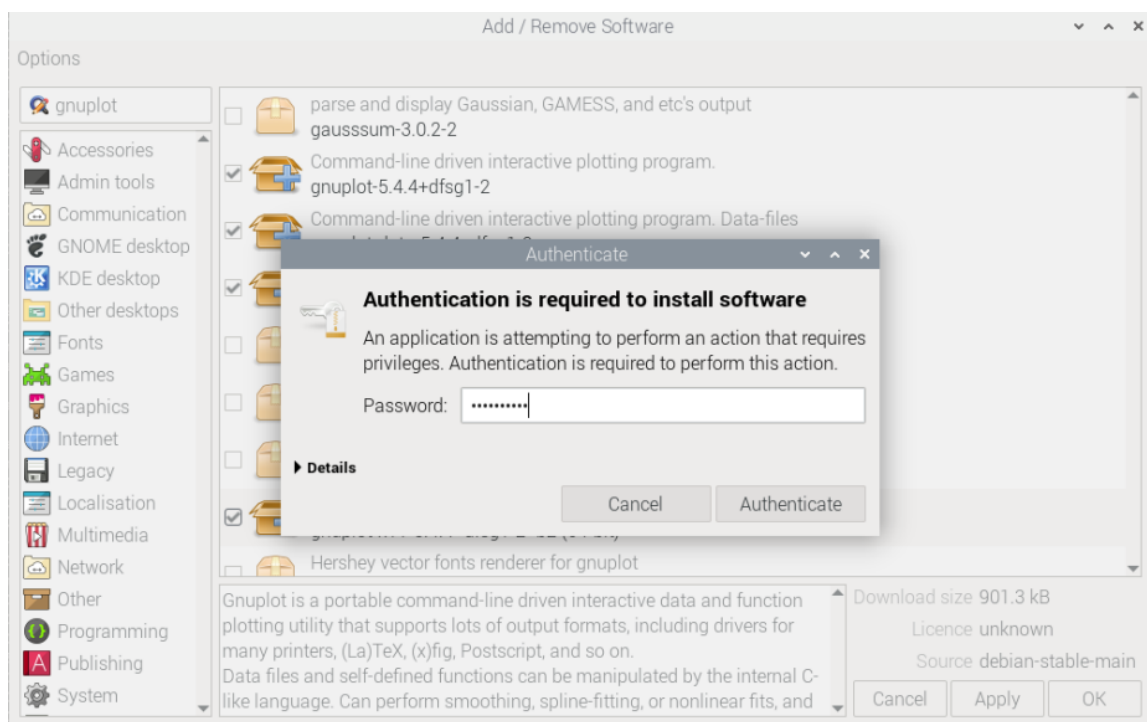 Add / Remove Software
Options
gnuplot
Accessories
Admin tools
Communication
GNOME desktop
KDE desktop
Other desktops
Fonts
Games
Graphics
Internet
Legacy
Localisation
Multimedia
Network
Other
Programming
Publishing
System
parse and display Gaussian, GAMESS, and etc's output
gausssum-3.0.2-2
Command-line driven interactive plotting program.
gnuplot-5.4.4+dfsg1-2
Command-line driven interactive plotting program. Data-files
Authenticate
Authentication is required to install software
An application is attempting to perform an action that requires
privileges. Authentication is required to perform this action.
Password: ••••••••••
Details
Cancel Authenticate
Hershey vector fonts renderer for gnuplot
Gnuplot is a portable command-line driven interactive data and function
plotting utility that supports lots of output formats, including drivers for
many printers, (La)TeX, (x)fig, Postscript, and so on.
Data files and self-defined functions can be manipulated by the internal C-
like language. Can perform smoothing, spline-fitting, or nonlinear fits, and
Download size 901.3 kB
Licence unknown
Source debian-stable-main
Cancel Apply OK